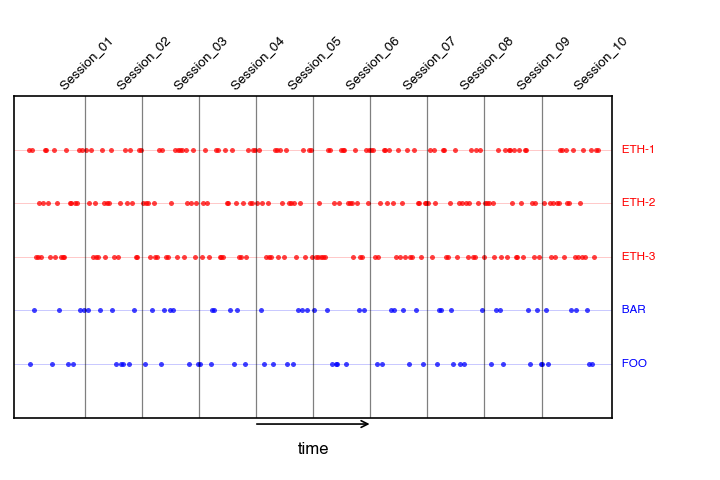 Session_01
Session_02
Session_03
Session_04
Session_05
Session_06
Session_07
Session_08
Session_09
Session_10
ETH-1
ETH-2
ETH-3
BAR
FOO
time